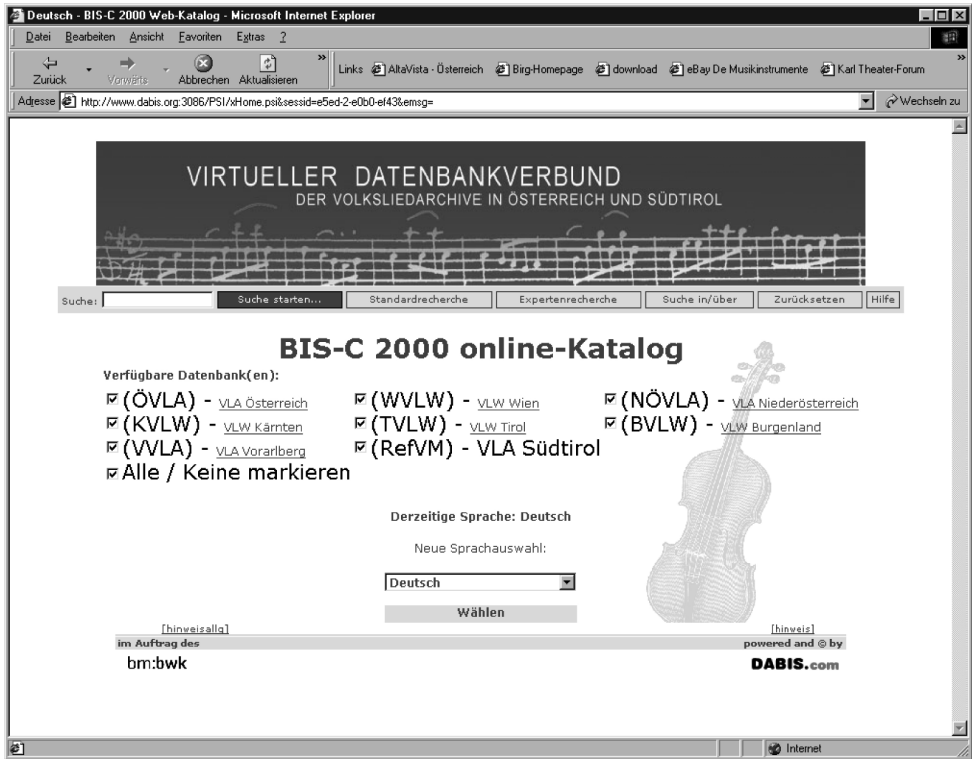 Deutsch - BIS-C 2000 Web-Katalog - Microsoft Internet Explorer
Datei Bearbeiten Ansicht Favoriten Extras ?
Zurück Vorwärts Abbrechen Aktualisieren » Links AltaVista - Österreich Birg-Homepage download eBay De Musikinstrumente Karl Theater-Forum »
Adresse http://www.dabis.org:3086/PSI/xHome.psi&sessid=e5ed-2-e0b0-ef43&emsg= Wechseln zu
VIRTUELLER DATENBANKVERBUND
DER VOLKSLIEDARCHIVE IN ÖSTERREICH UND SÜDTIROL
Suche: Suche starten... Standardrecherche Expertenrecherche Suche in/über Zurücksetzen Hilfe
BIS-C 2000 online-Katalog
Verfügbare Datenbank(en):
(ÖVLA) - VLA Österreich (WVLW) - VLW Wien (NÖVLA) - VLA Niederösterreich
(KVLW) - VLW Kärnten (TVLW) - VLW Tirol (BVLW) - VLW Burgenland
(VVLA) - VLA Vorarlberg (RefVM) - VLA Südtirol
Alle / Keine markieren
Derzeitige Sprache: Deutsch
Neue Sprachauswahl:
Deutsch
Wählen
[hinweisallg] [hinweis]
im Auftrag des powered and © by
bm:bwk DABIS.com
Internet